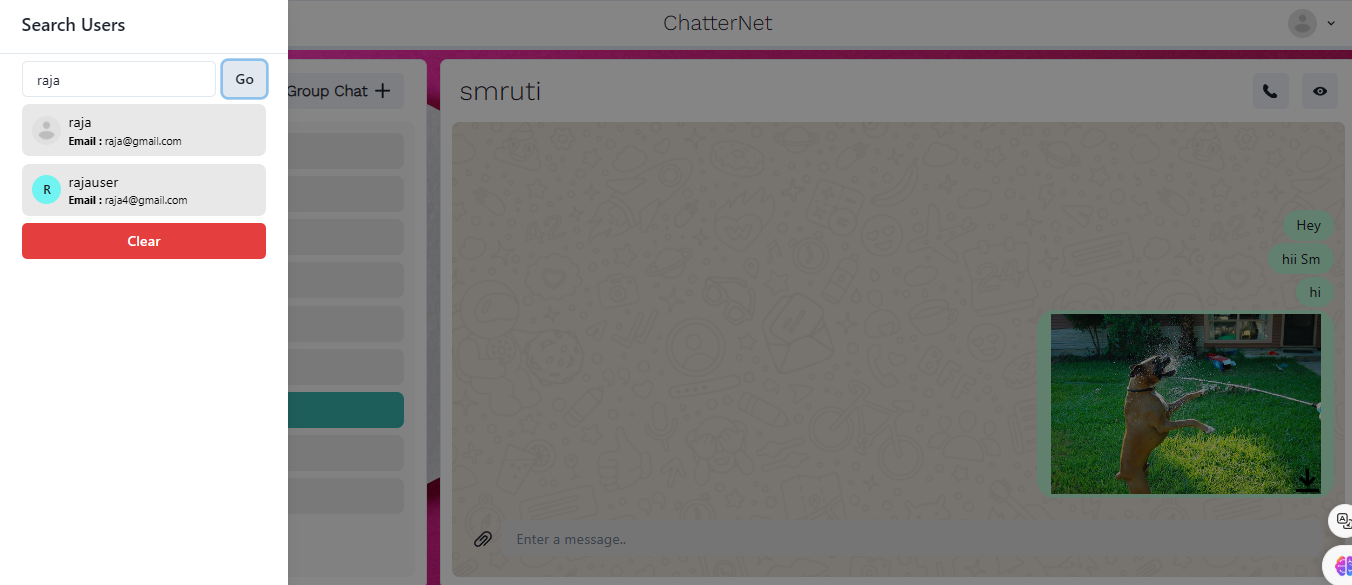 Search Users
raja
Go
raja
Email : raja@gmail.com
R
rajauser
Email : raja4@gmail.com
Clear
ChatterNet
Group Chat +
smruti
Hey
hii Sm
hi
Enter a message..